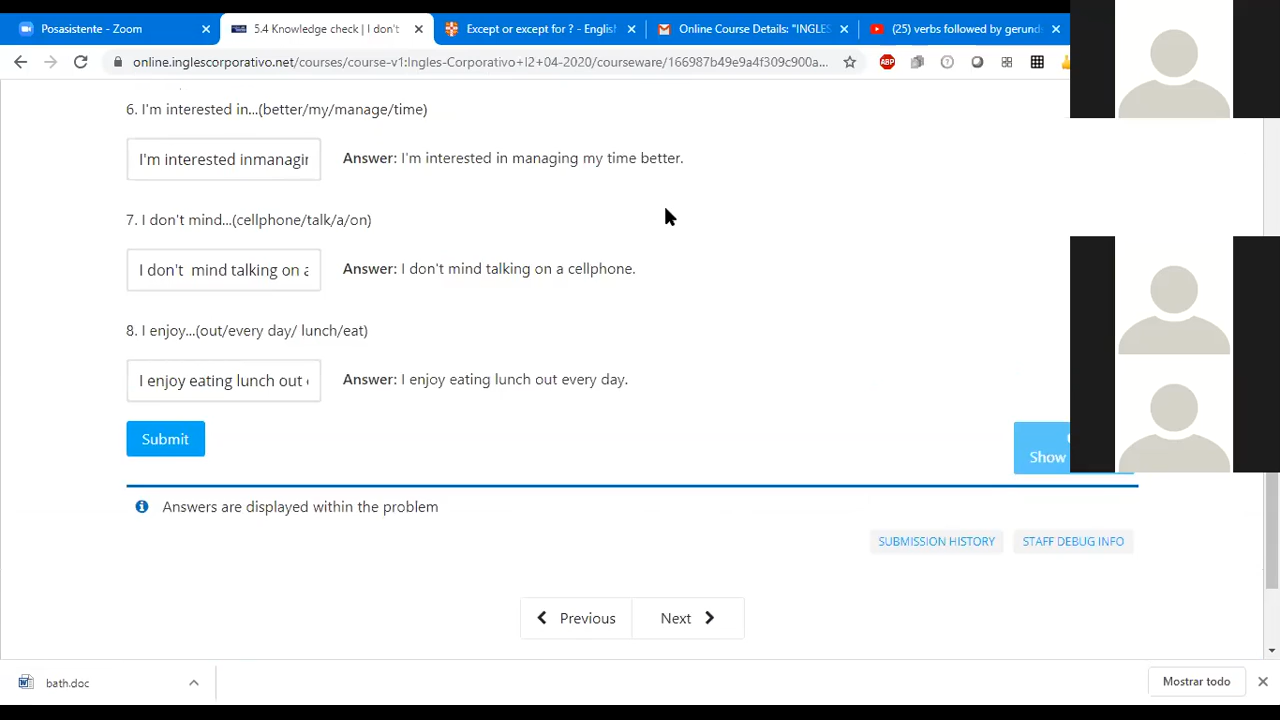 Posasistente - Zoom
5.4 Knowledge check | I don't
Except or except for ? - Englis
Online Course Details: "INGLES
(25) verbs followed by gerund
online.inglescorporativo.net/courses/course-v1:Ingles-Corporativo+I2+04-2020/courseware/166987b49e9a4f309c900a...
ABP
6. I'm interested in...(better/my/manage/time)
I'm interested inmanagin
Answer: I'm interested in managing my time better.
7. I don't mind...(cellphone/talk/a/on)
I don't  mind talking on a
Answer: I don't mind talking on a cellphone.
8. I enjoy...(out/every day/ lunch/eat)
I enjoy eating lunch out
Answer: I enjoy eating lunch out every day.
Submit
Show
Answers are displayed within the problem
SUBMISSION HISTORY
STAFF DEBUG INFO
Previous
Next
bath.doc
Mostrar todo